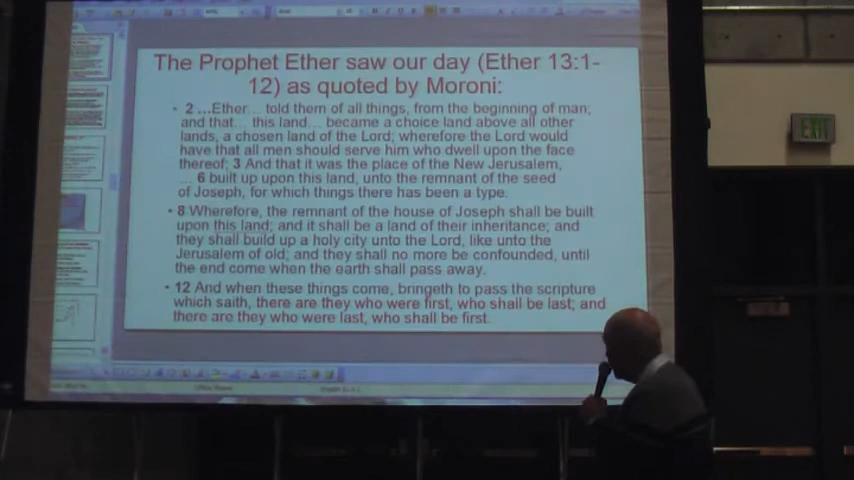 The Prophet Ether saw our day (Ether 13:1-
12) as quoted by Moroni:
• 2 ...Ether... told them of all things, from the beginning of man;
and that... this land... became a choice land above all other
lands, a chosen land of the Lord; wherefore the Lord would
have that all men should serve him who dwell upon the face
thereof; 3 And that it was the place of the New Jerusalem,
... 6 built up upon this land, unto the remnant of the seed
of Joseph, for which things there has been a type.
• 8 Wherefore, the remnant of the house of Joseph shall be built
upon this land; and it shall be a land of their inheritance; and
they shall build up a holy city unto the Lord, like unto the
Jerusalem of old; and they shall no more be confounded, until
the end come when the earth shall pass away.
• 12 And when these things come, bringeth to pass the scripture
which saith, there are they who were first, who shall be last; and
there are they who were last, who shall be first.
EXIT